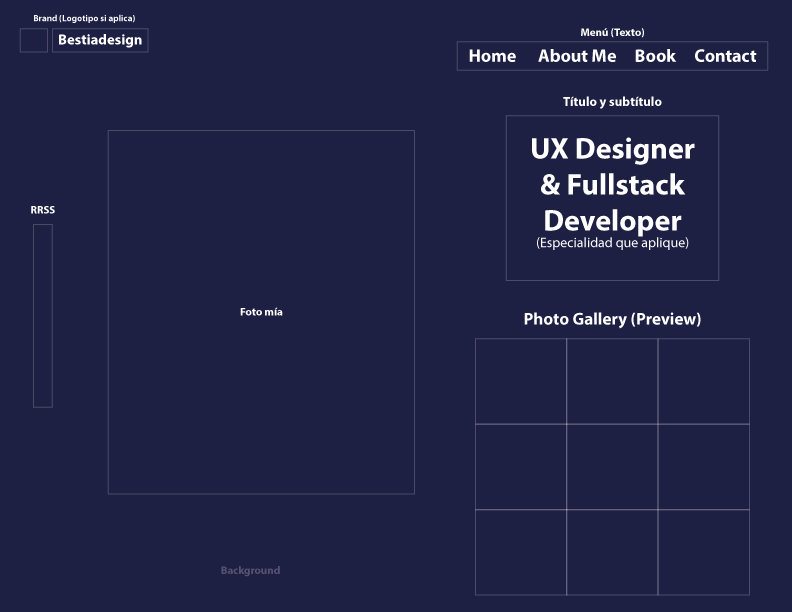 Brand (Logotipo si aplica)
Bestiadesign
Menú (Texto)
Home About Me Book Contact
Título y subtítulo
UX Designer
& Fullstack
Developer
(Especialidad que aplique)
RRSS
Foto mía
Photo Gallery (Preview)
Background